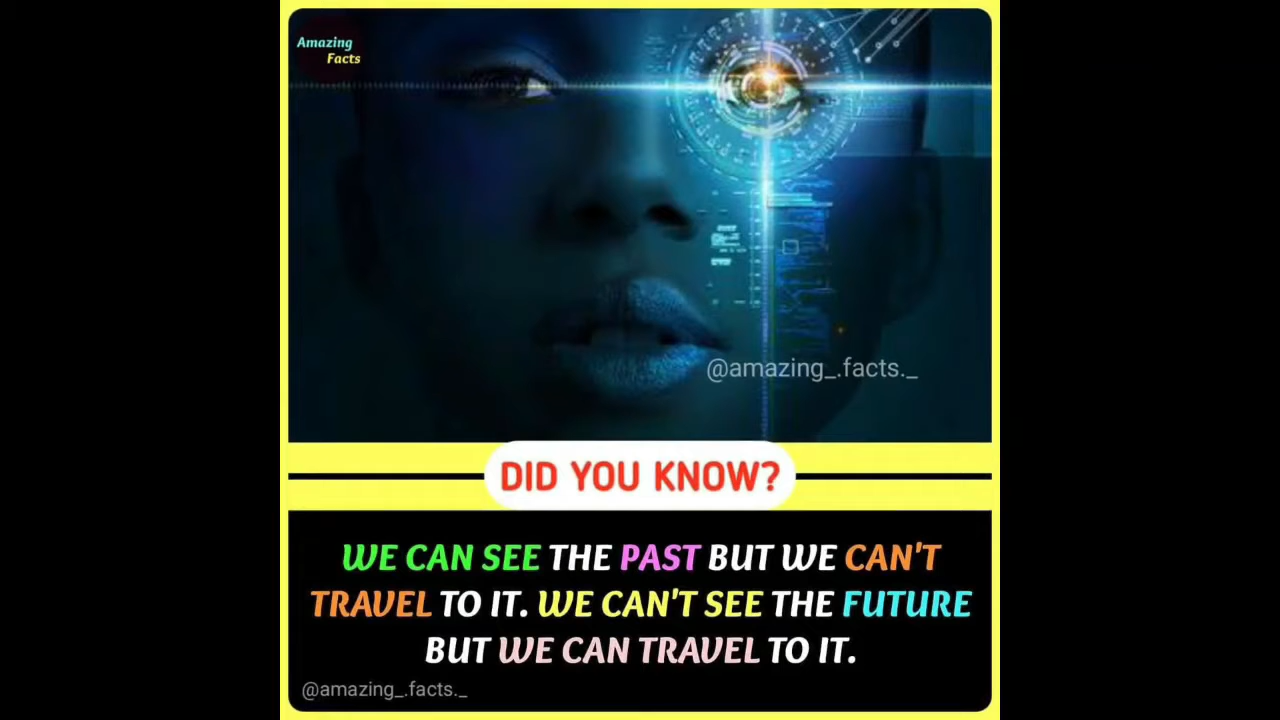 Amazing
Facts
@amazing_.facts._
DID YOU KNOW?
WE CAN SEE THE PAST BUT WE CAN'T
TRAVEL TO IT. WE CAN'T SEE THE FUTURE
BUT WE CAN TRAVEL TO IT.
@amazing_.facts._